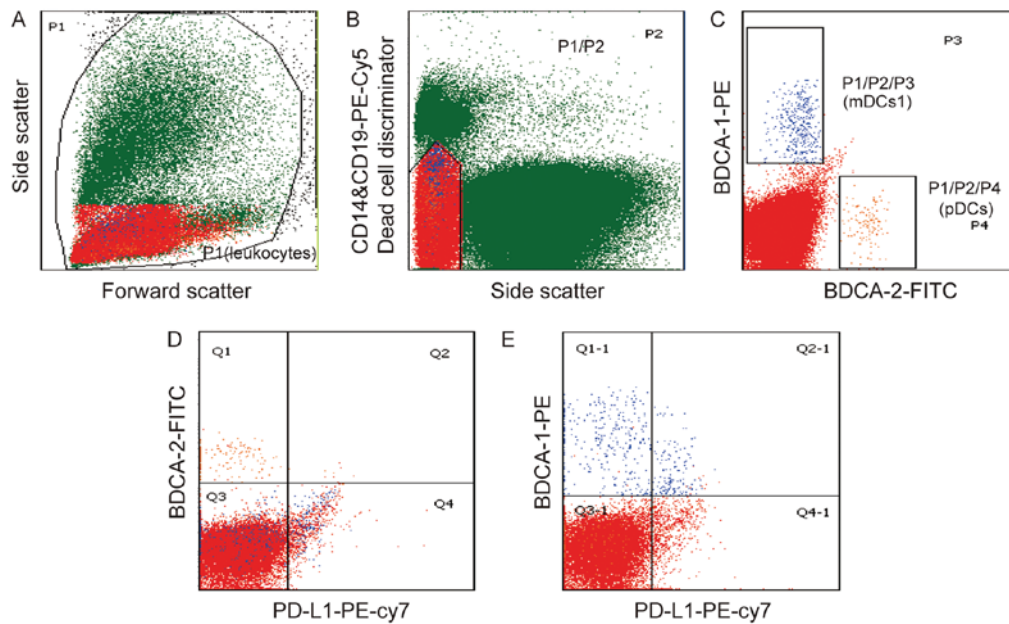 A
P1
Side scatter
P1(leukocytes)
Forward scatter
B
CD14&CD19-PE-Cy5
Dead cell discriminator
P1/P2
P2
Side scatter
C
BDCA-1-PE
P3
P1/P2/P3
(mDCs1)
P1/P2/P4
(pDCs)
P4
BDCA-2-FITC
D
BDCA-2-FITC
Q1
Q2
Q3
Q4
PD-L1-PE-cy7
E
BDCA-1-PE
Q1-1
Q2-1
Q3-1
Q4-1
PD-L1-PE-cy7